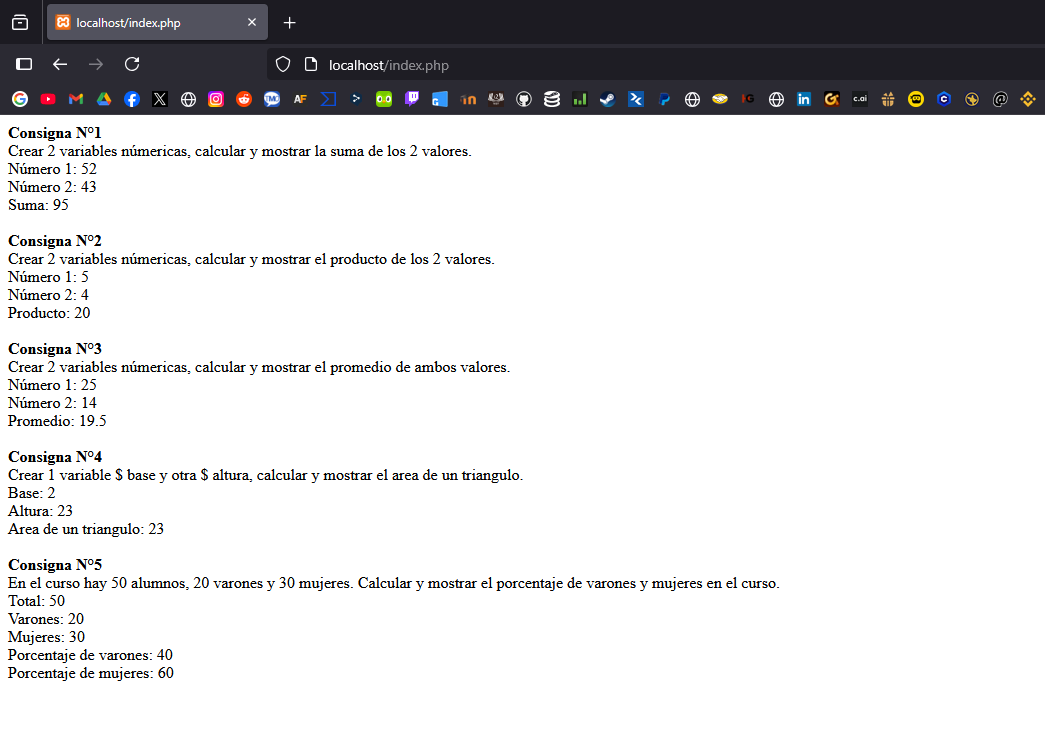 localhost/index.php
localhost/index.php
Consigna Nº1
Crear 2 variables númericas, calcular y mostrar la suma de los 2 valores.
Número 1: 52
Número 2: 43
Suma: 95
Consigna Nº2
Crear 2 variables númericas, calcular y mostrar el producto de los 2 valores.
Número 1: 5
Número 2: 4
Producto: 20
Consigna Nº3
Crear 2 variables númericas, calcular y mostrar el promedio de ambos valores.
Número 1: 25
Número 2: 14
Promedio: 19.5
Consigna Nº4
Crear 1 variable $ base y otra $ altura, calcular y mostrar el area de un triangulo.
Base: 2
Altura: 23
Area de un triangulo: 23
Consigna Nº5
En el curso hay 50 alumnos, 20 varones y 30 mujeres. Calcular y mostrar el porcentaje de varones y mujeres en el curso.
Total: 50
Varones: 20
Mujeres: 30
Porcentaje de varones: 40
Porcentaje de mujeres: 60